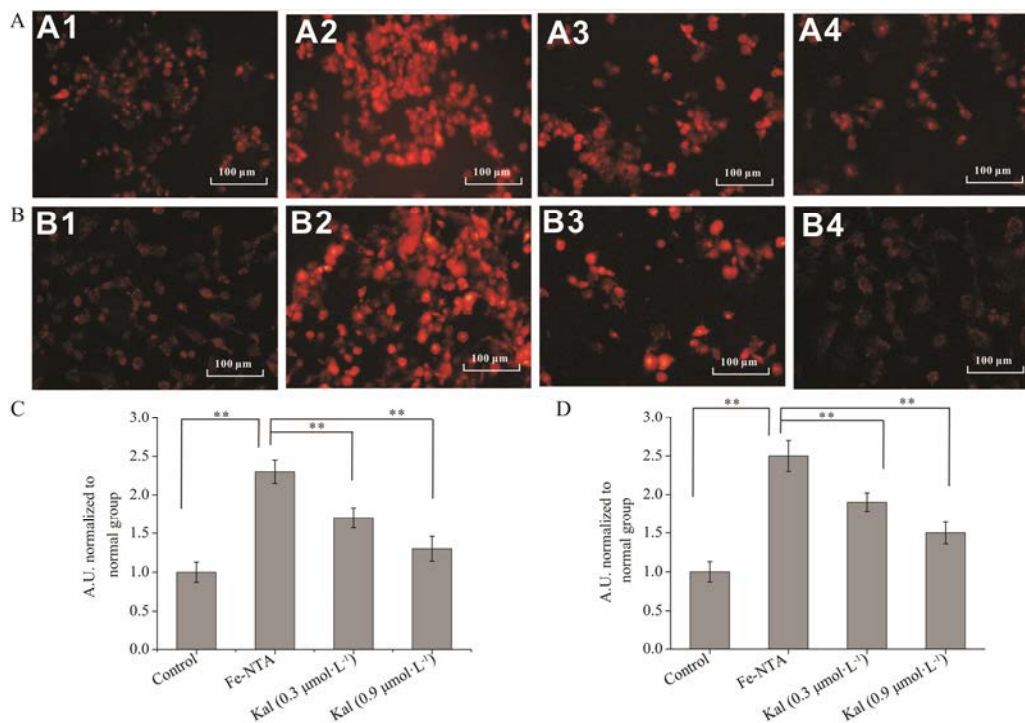 A
A1
A2
A3
A4
100 μm
100 μm
100 μm
100 μm
B
B1
B2
B3
B4
100 μm
100 μm
100 μm
100 μm
C
**
**
**
3.0
2.5
2.0
1.5
1.0
0.5
0.0
A.U. normalized to
normal group
Control
Fe-NTA
Kal (0.3 μmol·L⁻¹)
Kal (0.9 μmol·L⁻¹)
D
**
**
**
3.0
2.5
2.0
1.5
1.0
0.5
0.0
A.U. normalized to
normal group
Control
Fe-NTA
Kal (0.3 μmol·L⁻¹)
Kal (0.9 μmol·L⁻¹)